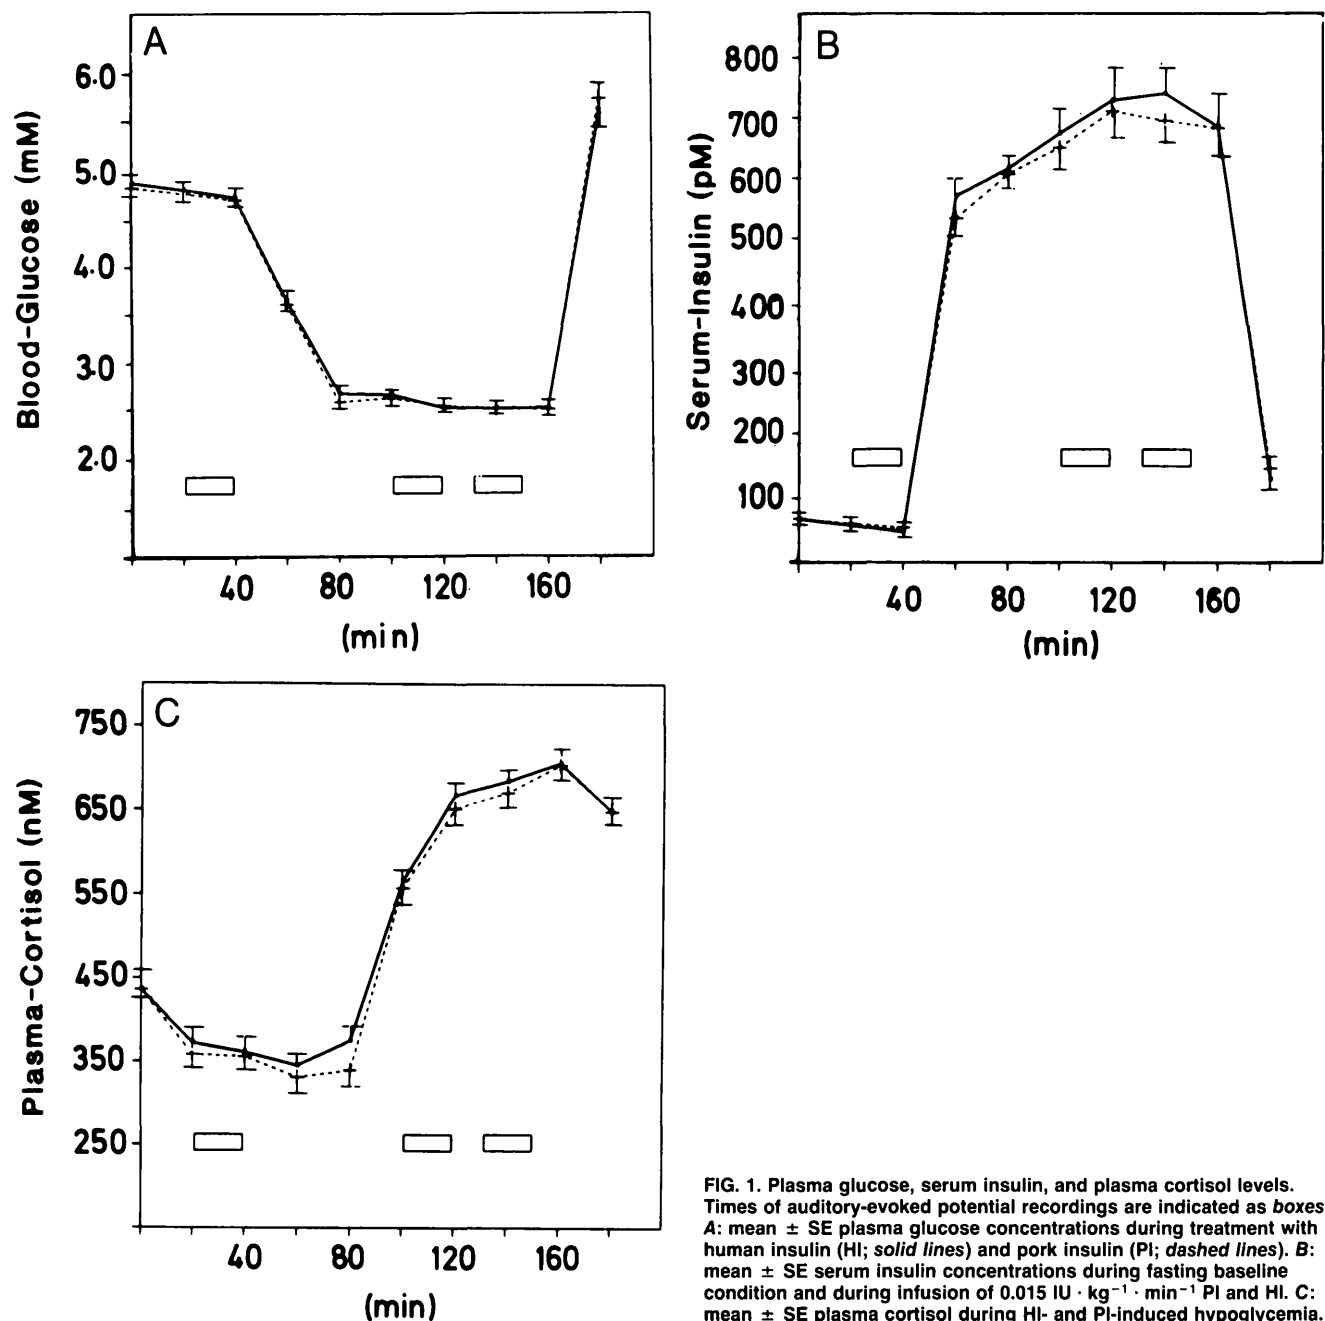 A
Blood-Glucose (mM)
6.0
5.0
4.0
3.0
2.0
40 80 120 160
(min)
B
Serum-Insulin (pM)
800
700
600
500
400
300
200
100
40 80 120 160
(min)
C
Plasma-Cortisol (nM)
750
650
550
450
350
250
40 80 120 160
(min)
FIG. 1. Plasma glucose, serum insulin, and plasma cortisol levels.
Times of auditory-evoked potential recordings are indicated as boxes
A: mean ± SE plasma glucose concentrations during treatment with
human insulin (HI; solid lines) and pork insulin (PI; dashed lines). B:
mean ± SE serum insulin concentrations during fasting baseline
condition and during infusion of 0.015 IU · kg⁻¹ · min⁻¹ PI and HI. C:
mean ± SE plasma cortisol during HI- and PI-induced hypoglycemia.